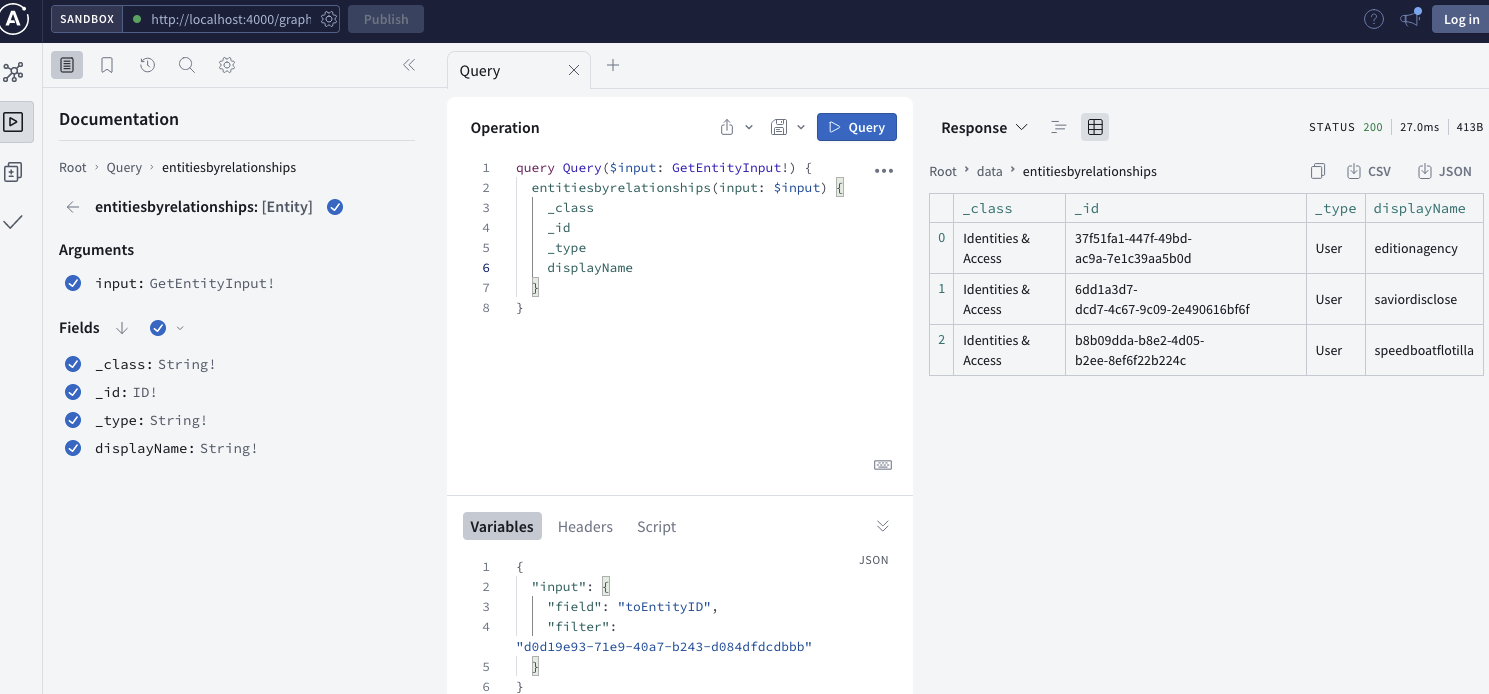 A SANDBOX http://localhost:4000/graph Publish ? Log in
Query
Documentation
Root › Query › entitiesbyrelationships
entitiesbyrelationships: [Entity]
Arguments
input: GetEntityInput!
Fields
_class: String!
_id: ID!
_type: String!
displayName: String!
Operation
Query
1 query Query($input: GetEntityInput!) {
2 entitiesbyrelationships(input: $input) {
3 _class
4 _id
5 _type
6 displayName
7 }
8 }
Variables Headers Script
JSON
1 {
2 "input": {
3 "field": "toEntityID",
4 "filter":
"d0d19e93-71e9-40a7-b243-d084dfdcdbbb"
5 }
6 }
Response STATUS 200 27.0ms 413B
Root › data › entitiesbyrelationships CSV JSON
_class _id _type displayName
0 Identities & 37f51fa1-447f-49bd- User editionagency
Access ac9a-7e1c39aa5b0d
1 Identities & 6dd1a3d7- User saviordisclose
Access dcd7-4c67-9c09-2e490616bf6f
2 Identities & b8b09dda-b8e2-4d05- User speedboatflotilla
Access b2ee-8ef6f22b224c